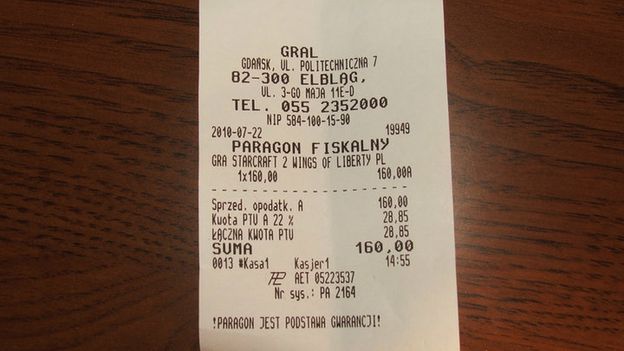 GRAL
GDAŃSK, UL. POLITECHNICZNA 7
82-300 ELBLĄG,
UL. 3-GO MAJA 11E-D
TEL. 055 2352000
NIP 584-100-15-90
2010-07-22 19949
PARAGON FISKALNY
GRA STARCRAFT 2 WINGS OF LIBERTY PL
1x160,00 160,00A
Sprzed. opodatk. A 160,00
Kwota PTU A 22 % 28,85
ŁĄCZNA KWOTA PTU 28,85
SUMA 160,00
0013 #Kasa1 Kasjer1 14:55
AET 05223537
Nr sys.: PA 2164
!PARAGON JEST PODSTAWA GWARANCJI!